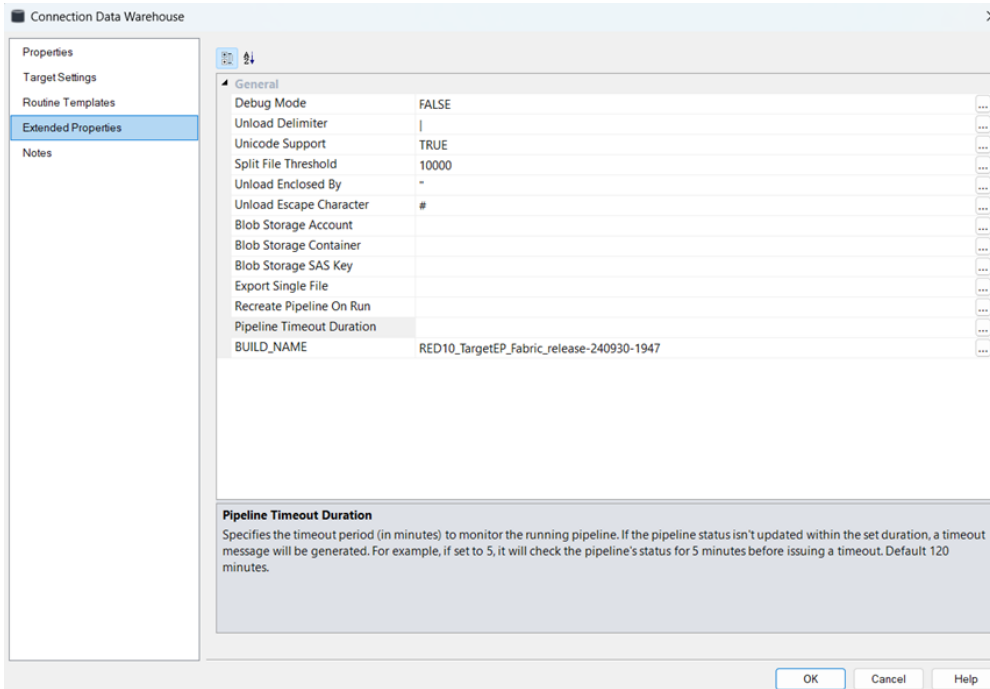 Connection Data Warehouse
Properties
Target Settings
Routine Templates
Extended Properties
Notes
General
Debug Mode FALSE
Unload Delimiter |
Unicode Support TRUE
Split File Threshold 10000
Unload Enclosed By "
Unload Escape Character #
Blob Storage Account
Blob Storage Container
Blob Storage SAS Key
Export Single File
Recreate Pipeline On Run
Pipeline Timeout Duration
BUILD_NAME RED10_TargetEP_Fabric_release-240930-1947
Pipeline Timeout Duration
Specifies the timeout period (in minutes) to monitor the running pipeline. If the pipeline status isn't updated within the set duration, a timeout
message will be generated. For example, if set to 5, it will check the pipeline's status for 5 minutes before issuing a timeout. Default 120
minutes.
OK Cancel Help